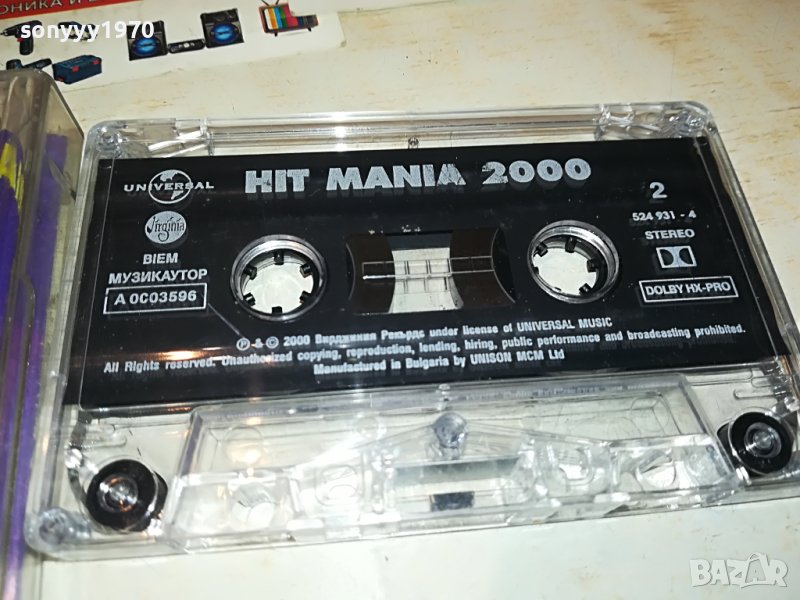 ОНИКА И
sonyyy1970
UNIVERSAL
HIT MANIA 2000
2
Virginia
524 931 - 4
STEREO
BIEM
МУЗИКАУТОР
A 0003596
DOLBY HX-PRO
Ⓟ & © 2000 Вирджиния Рекърдс under license of UNIVERSAL MUSIC
All Rights reserved. Unauthorized copying, reproduction, lending, hiring, public performance and broadcasting prohibited.
Manufactured in Bulgaria by UNISON MCM Ltd
BAZAR